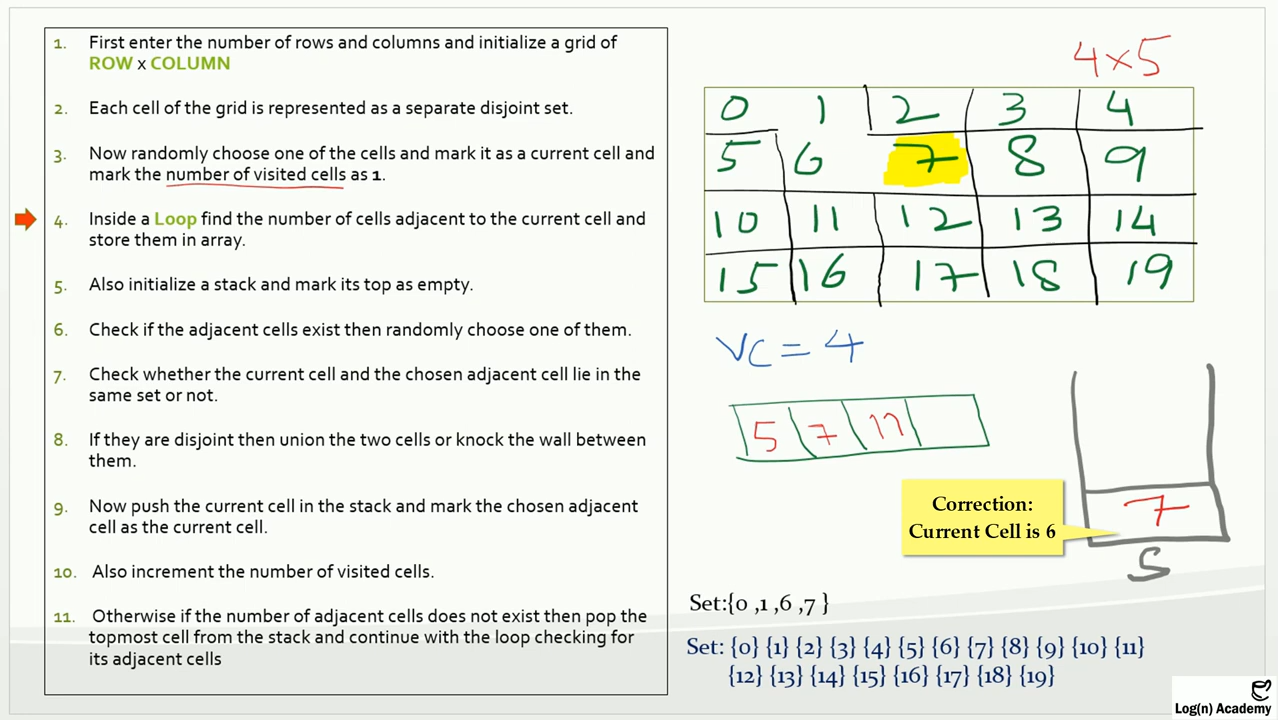 1. First enter the number of rows and columns and initialize a grid of
ROW x COLUMN
2. Each cell of the grid is represented as a separate disjoint set.
3. Now randomly choose one of the cells and mark it as a current cell and
mark the number of visited cells as 1.
4. Inside a Loop find the number of cells adjacent to the current cell and
store them in array.
5. Also initialize a stack and mark its top as empty.
6. Check if the adjacent cells exist then randomly choose one of them.
7. Check whether the current cell and the chosen adjacent cell lie in the
same set or not.
8. If they are disjoint then union the two cells or knock the wall between
them.
9. Now push the current cell in the stack and mark the chosen adjacent
cell as the current cell.
10. Also increment the number of visited cells.
11. Otherwise if the number of adjacent cells does not exist then pop the
topmost cell from the stack and continue with the loop checking for
its adjacent cells
4 x 5
0 1 2 3 4
5 6 7 8 9
10 11 12 13 14
15 16 17 18 19
VC = 4
5 7 11
Correction:
Current Cell is 6
7
S
Set:{0 ,1 ,6 ,7 }
Set: {0} {1} {2} {3} {4} {5} {6} {7} {8} {9} {10} {11}
{12} {13} {14} {15} {16} {17} {18} {19}
Log(n) Academy